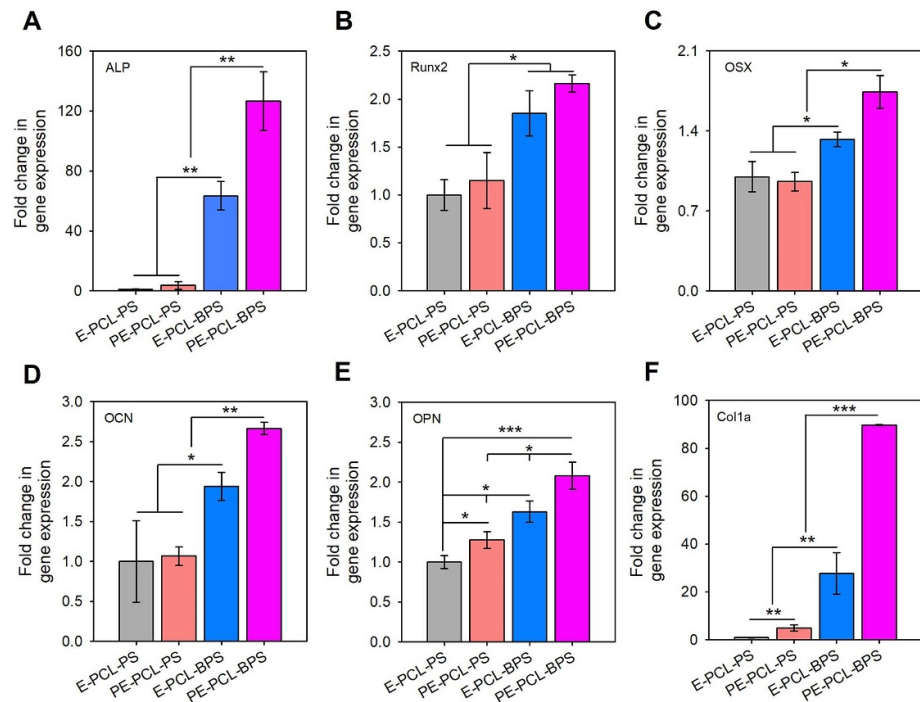 A
Fold change in
gene expression
160
120
80
60
40
0
ALP
**
**
E-PCL-PS
PE-PCL-PS
E-PCL-BPS
PE-PCL-BPS
B
Fold change in
gene expression
2.5
2.0
1.5
1.0
0.5
0.0
Runx2
*
E-PCL-PS
PE-PCL-PS
E-PCL-BPS
PE-PCL-BPS
C
Fold change in
gene expression
2.1
1.4
0.7
0.0
OSX
*
*
E-PCL-PS
PE-PCL-PS
E-PCL-BPS
PE-PCL-BPS
D
Fold change in
gene expression
3.0
2.5
2.0
1.5
1.0
0.5
0.0
OCN
**
*
E-PCL-PS
PE-PCL-PS
E-PCL-BPS
PE-PCL-BPS
E
Fold change in
gene expression
3.0
2.5
2.0
1.5
1.0
0.5
0.0
OPN
***
*
*
*
E-PCL-PS
PE-PCL-PS
E-PCL-BPS
PE-PCL-BPS
F
Fold change in
gene expression
100
80
60
40
20
0
Col1a
***
**
**
E-PCL-PS
PE-PCL-PS
E-PCL-BPS
PE-PCL-BPS